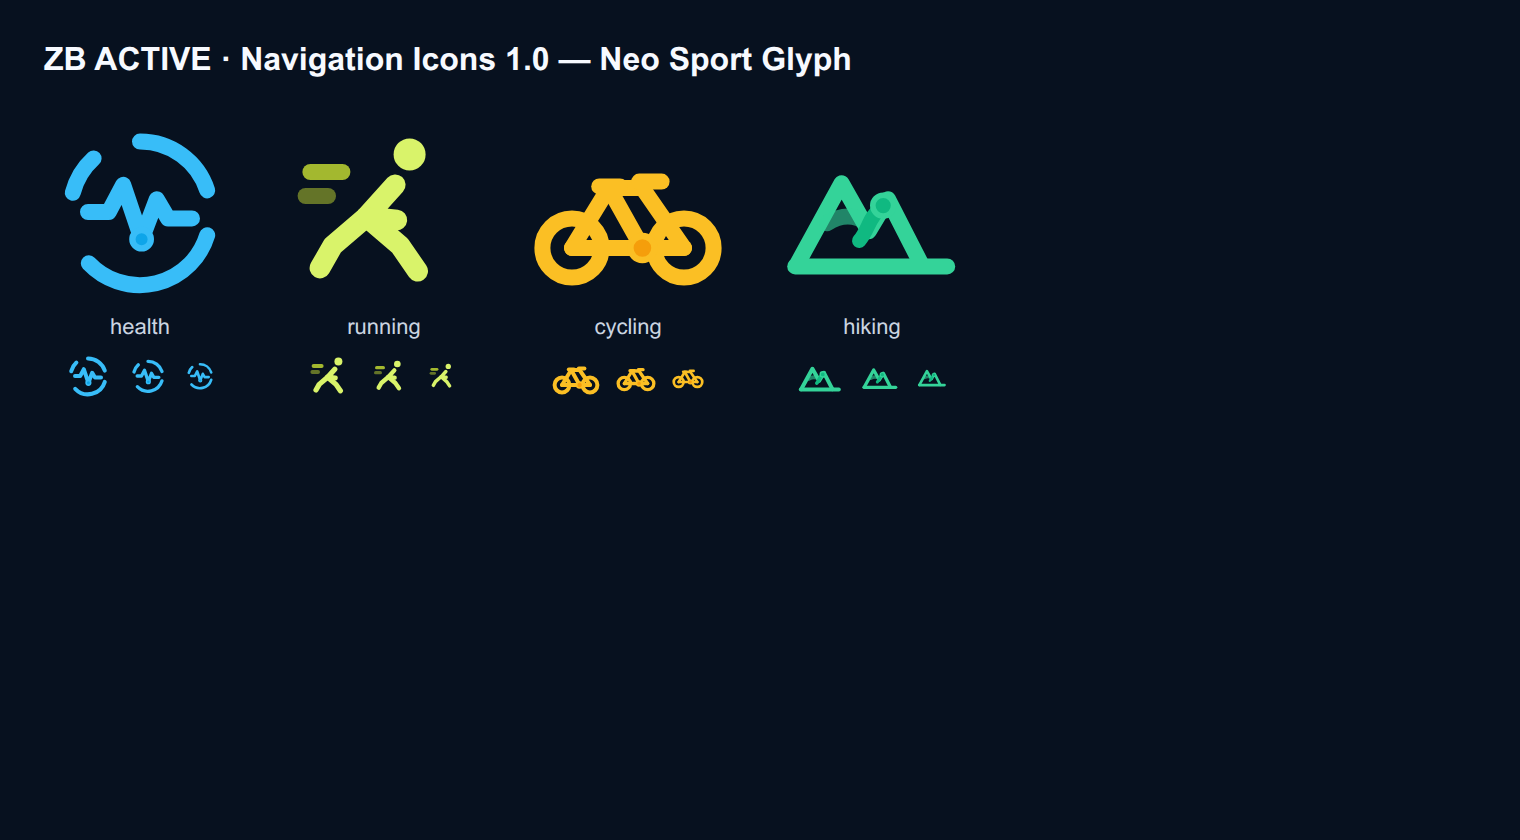 ZB ACTIVE · Navigation Icons 1.0 — Neo Sport Glyph
health
running
cycling
hiking